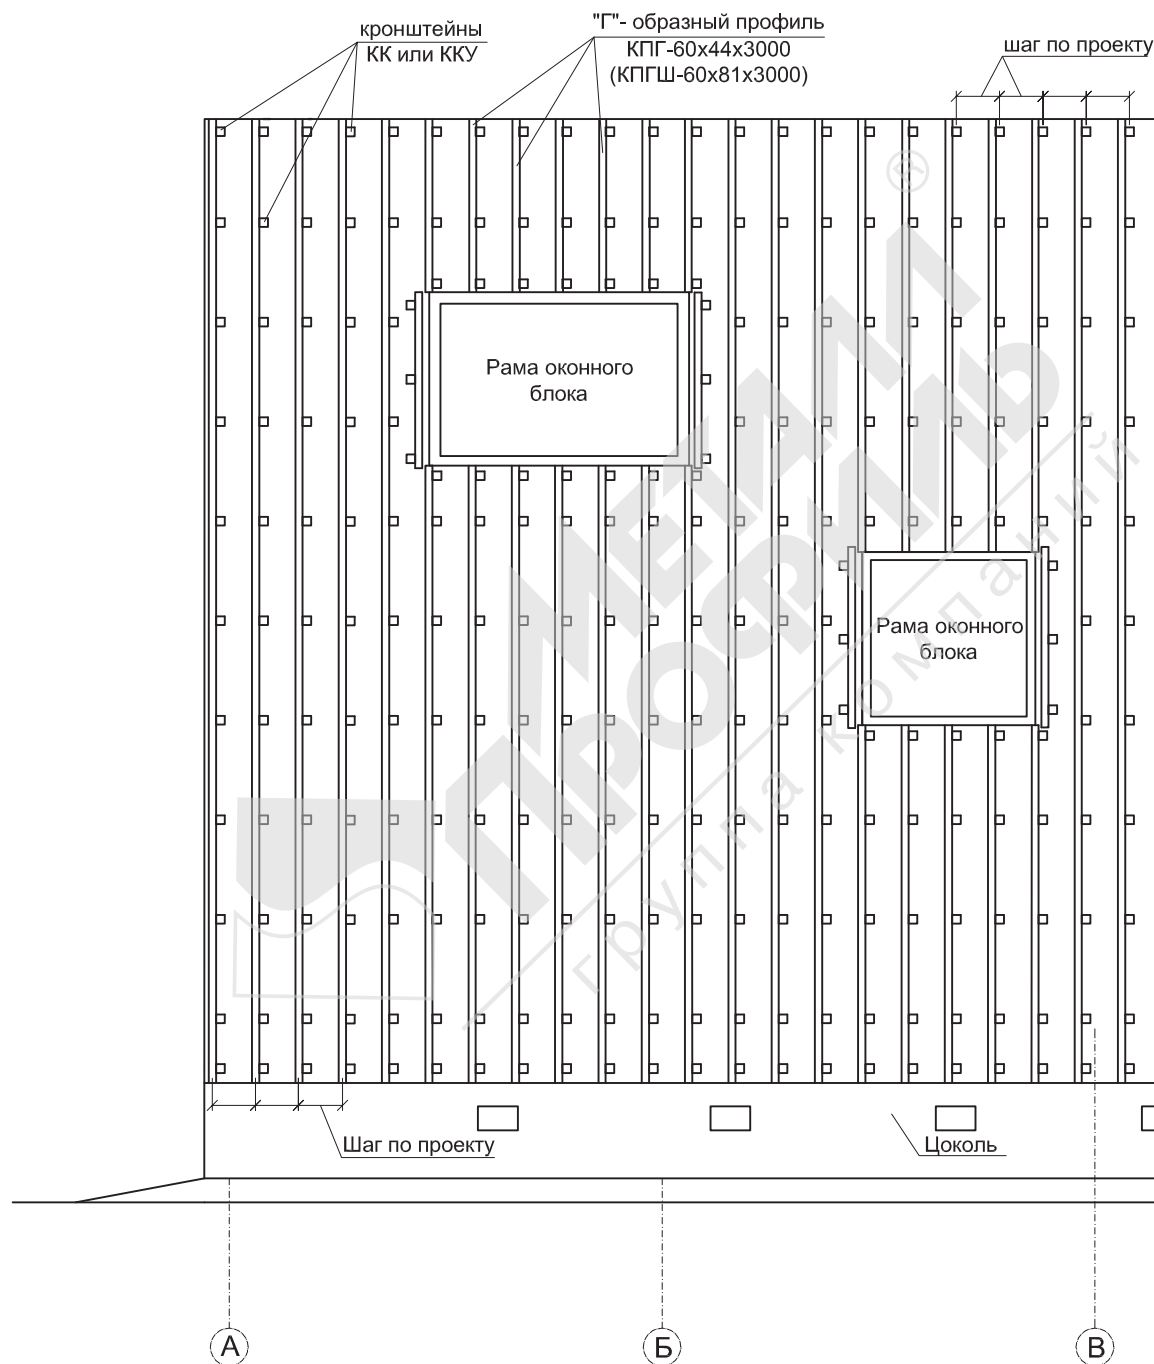 кронштейны
КК или ККУ
"Г"- образный профиль
КПГ-60х44х3000
(КПГШ-60х81х3000)
шаг по проекту
®
МЕТАЛЛ
ПРОФИЛЬ
группа компаний
Рама оконного
блока
Рама оконного
блока
Шаг по проекту
Цоколь
А
Б
В